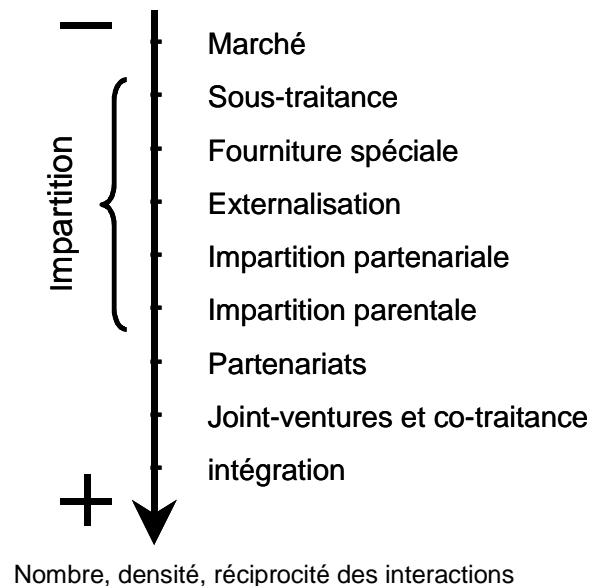 Marché
Sous-traitance
Fourniture spéciale
Externalisation
Impartition partenariale
Impartition parentale
Partenariats
Joint-ventures et co-traitance
intégration
Impartition
Nombre, densité, réciprocité des interactions